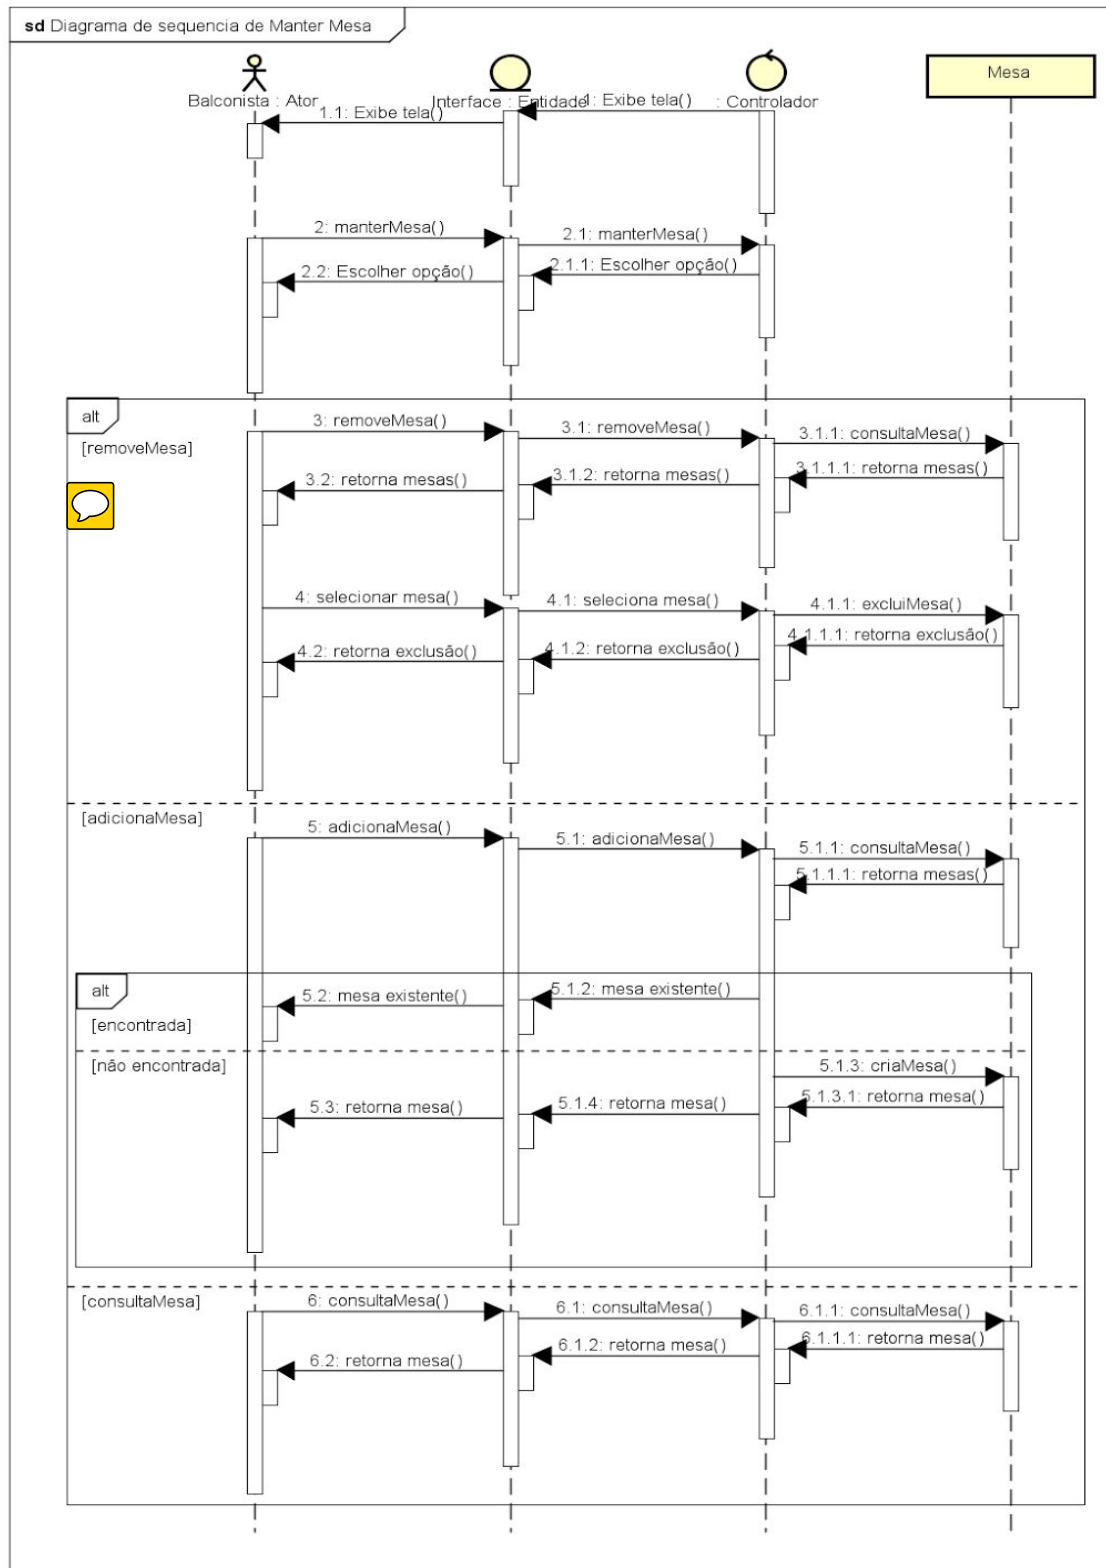 sd Diagrama de sequencia de Manter Mesa
Mesa
Balconista : Ator
Interface : Entidade
: Controlador
1: Exibe tela()
1.1: Exibe tela()
2: manterMesa()
2.1: manterMesa()
2.1.1: Escolher opção()
2.2: Escolher opção()
alt
[removeMesa]
3: removeMesa()
3.1: removeMesa()
3.1.1: consultaMesa()
3.1.1.1: retorna mesas()
3.1.2: retorna mesas()
3.2: retorna mesas()
4: selecionar mesa()
4.1: seleciona mesa()
4.1.1: excluiMesa()
4.1.1.1: retorna exclusão()
4.1.2: retorna exclusão()
4.2: retorna exclusão()
[adicionaMesa]
5: adicionaMesa()
5.1: adicionaMesa()
5.1.1: consultaMesa()
5.1.1.1: retorna mesas()
alt
[encontrada]
5.1.2: mesa existente()
5.2: mesa existente()
[não encontrada]
5.1.3: criaMesa()
5.1.3.1: retorna mesa()
5.1.4: retorna mesa()
5.3: retorna mesa()
[consultaMesa]
6: consultaMesa()
6.1: consultaMesa()
6.1.1: consultaMesa()
6.1.1.1: retorna mesa()
6.1.2: retorna mesa()
6.2: retorna mesa()